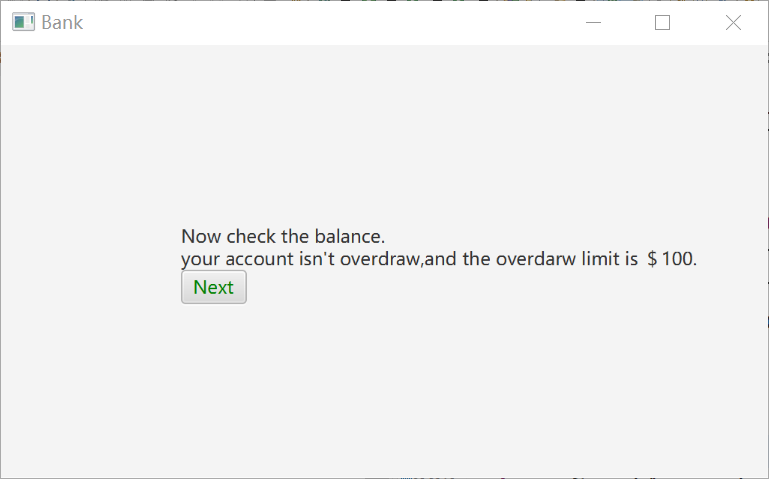 Bank
Now check the balance.
your account isn't overdraw,and the overdarw limit is ＄100.
Next